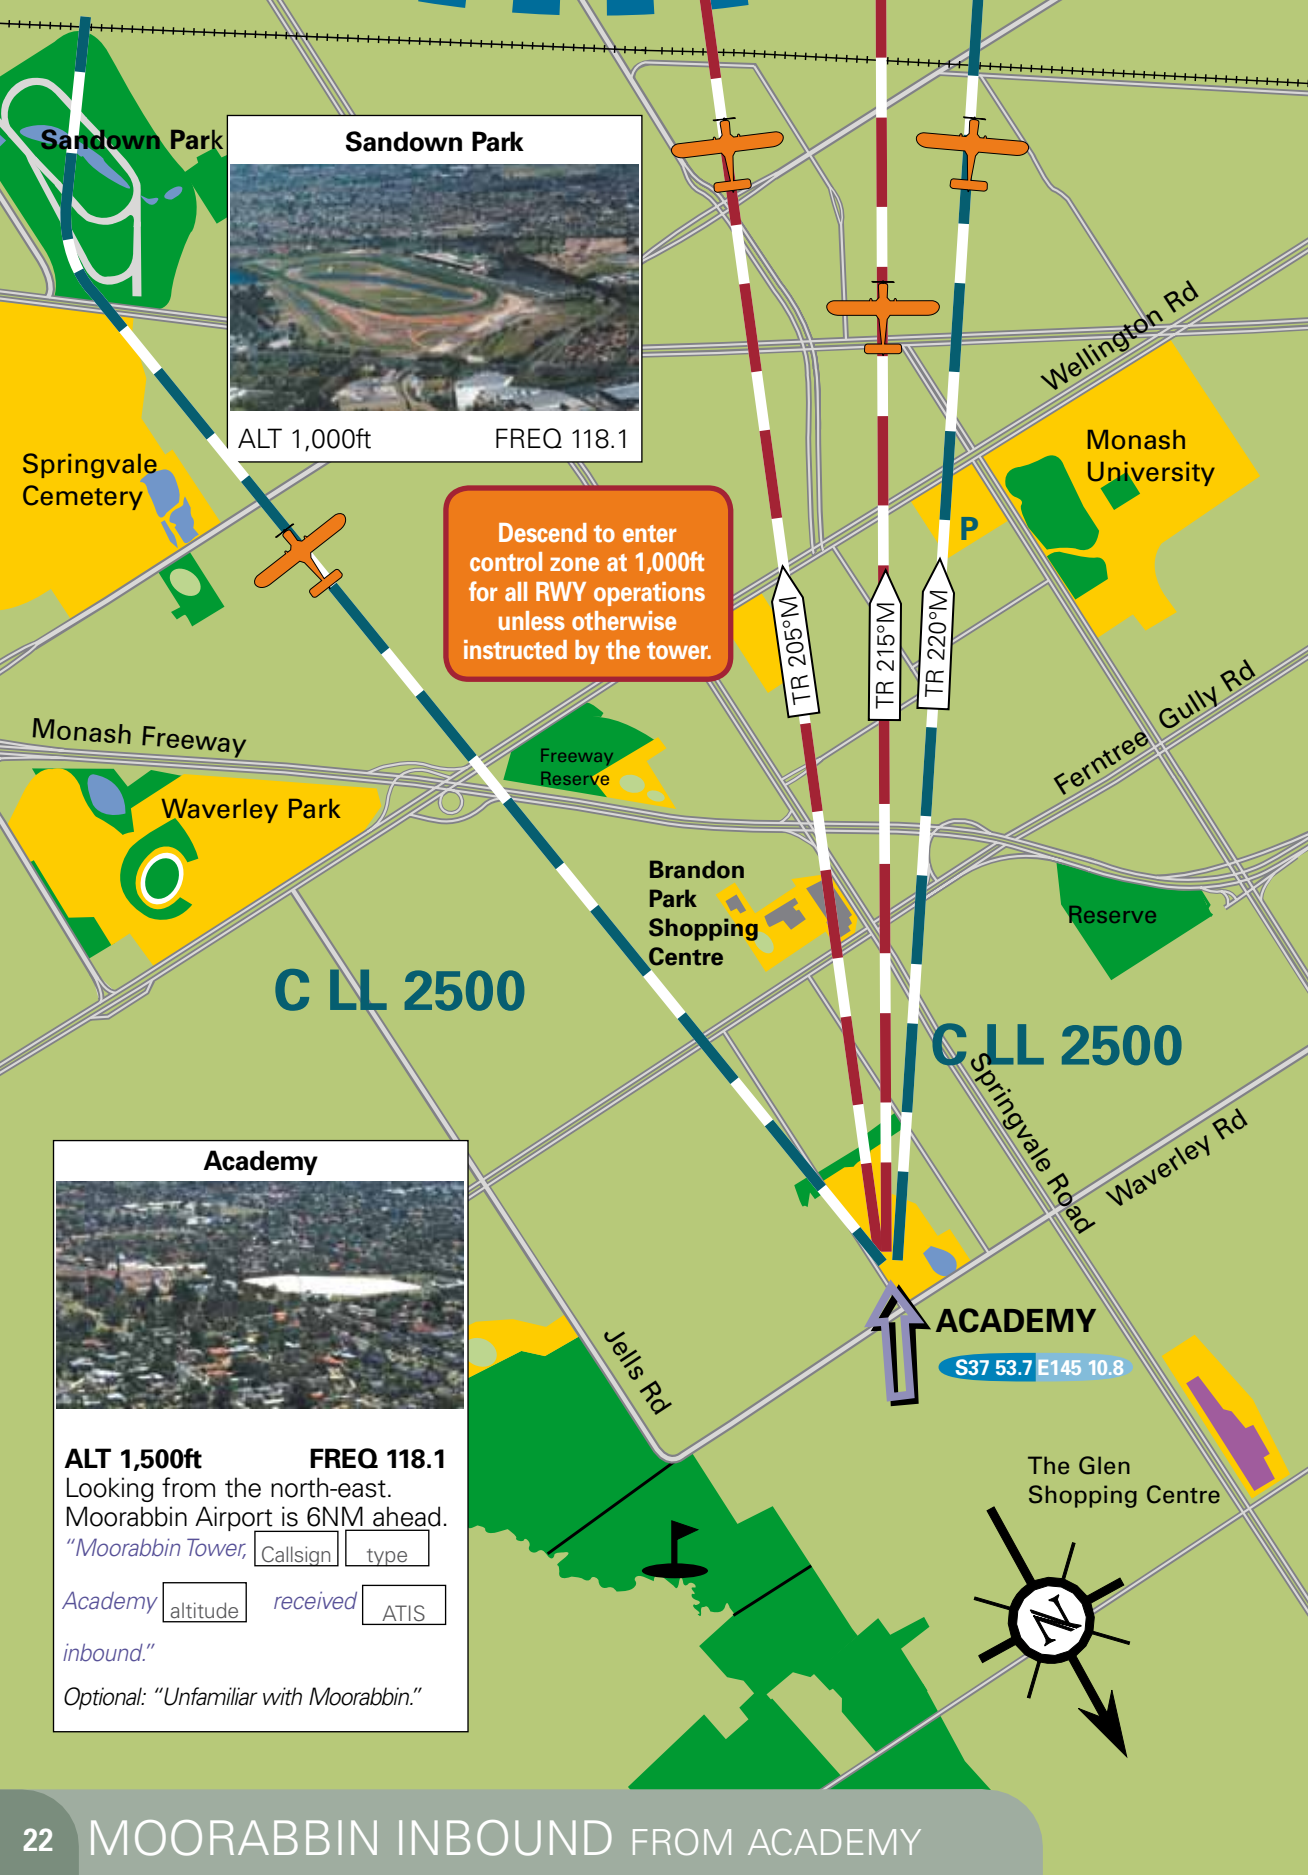 Sandown Park
Sandown Park
ALT 1,000ft FREQ 118.1
Wellington Rd
Monash
University
Springvale
Cemetery
P
Descend to enter
control zone at 1,000ft
for all RWY operations
unless otherwise
instructed by the tower.
TR 205°M
TR 215°M
TR 220°M
Monash Freeway
Freeway
Reserve
Ferntree Gully Rd
Waverley Park
Brandon
Park
Shopping
Centre
Reserve
C LL 2500
C LL 2500
Springvale Road
Waverley Rd
Academy
ALT 1,500ft FREQ 118.1
Looking from the north-east.
Moorabbin Airport is 6NM ahead.
“Moorabbin Tower, Callsign type
Academy altitude received ATIS
inbound.”
Optional: “Unfamiliar with Moorabbin.”
Jells Rd
ACADEMY
S37 53.7 E145 10.8
The Glen
Shopping Centre
N
22 MOORABBIN INBOUND FROM ACADEMY